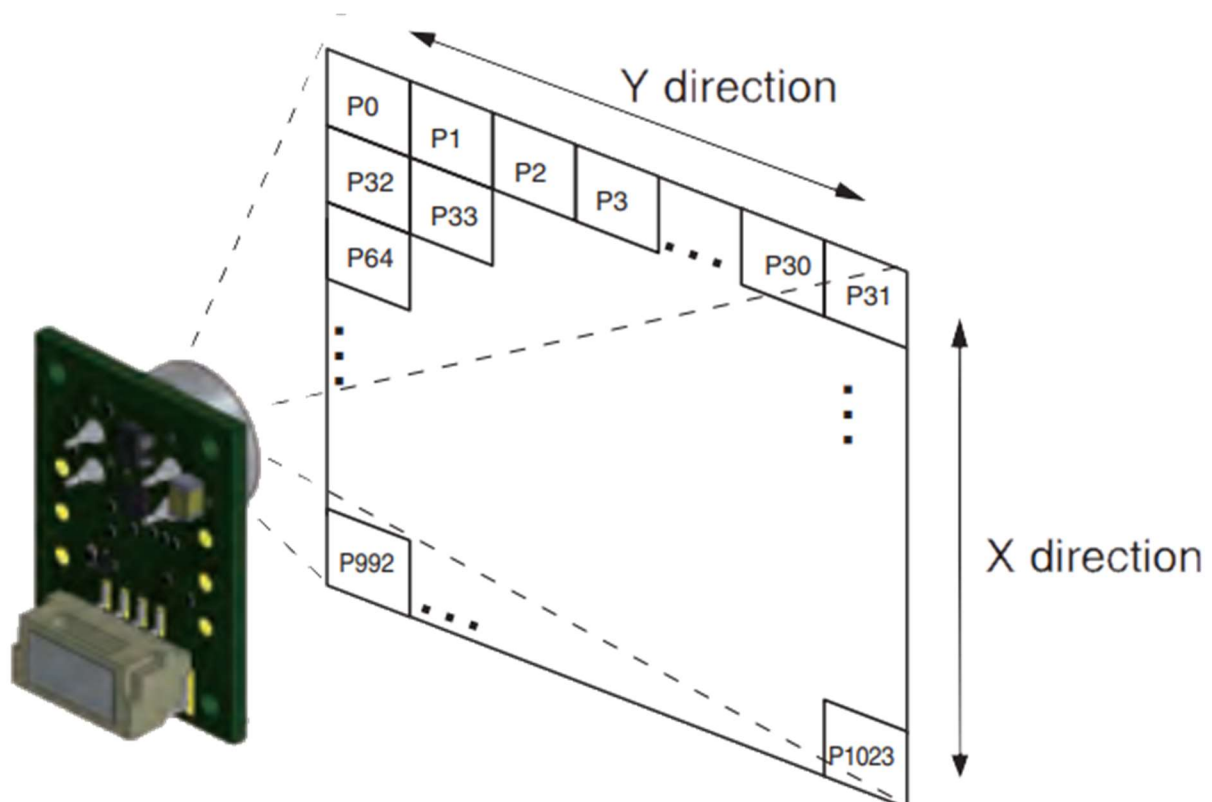 Y direction
P0
P1
P2
P3
P30
P31
P32
P33
P64
X direction
P992
P1023